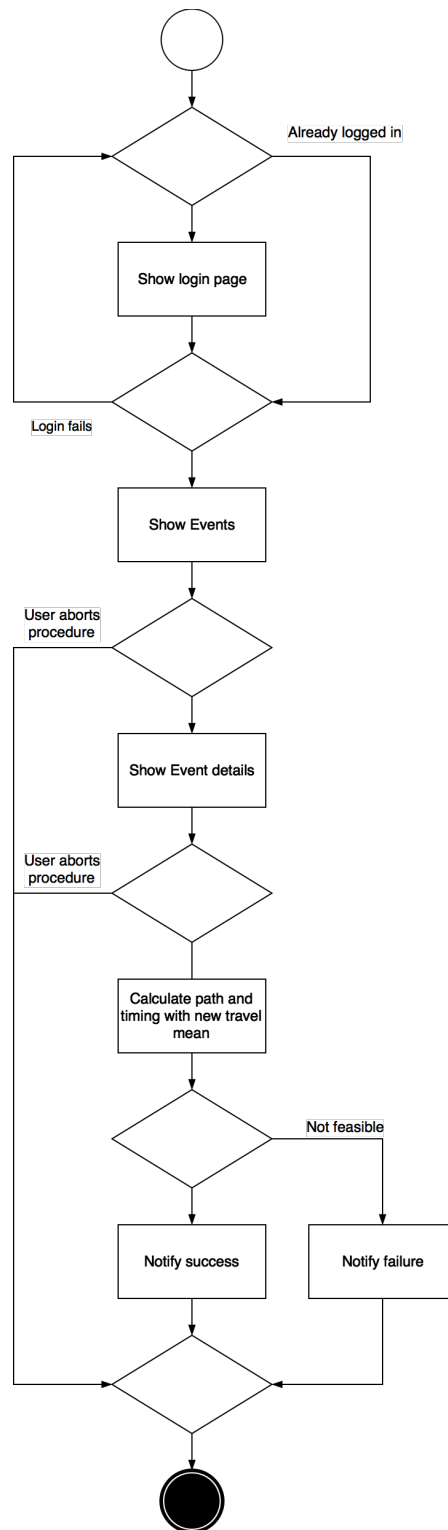 Already logged in
Show login page
Login fails
Show Events
User aborts
procedure
Show Event details
User aborts
procedure
Calculate path and
timing with new travel
mean
Not feasible
Notify success
Notify failure